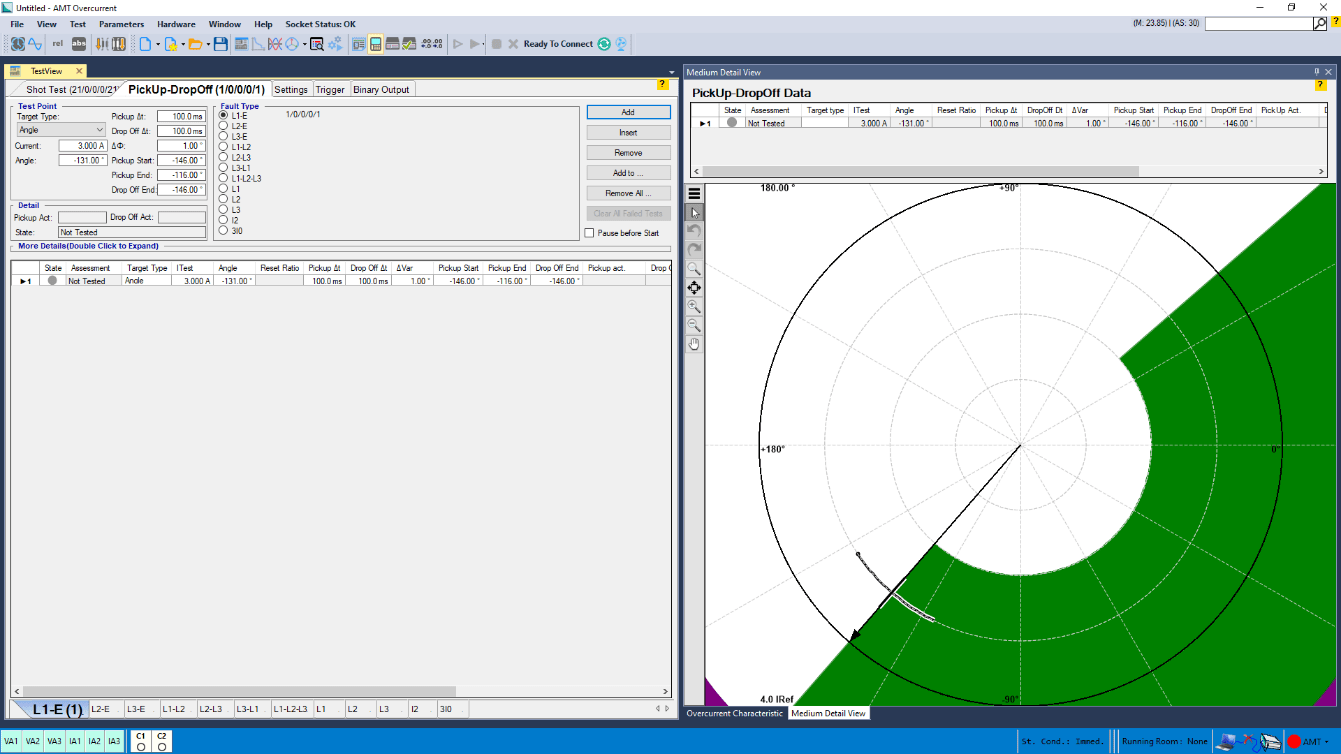 Untitled - AMT Overcurrent
File View Test Parameters Hardware Window Help Socket Status: OK
(M: 23.85) | (AS: 30)
rel abs Ready To Connect
TestView
Shot Test (21/0/0/0/21) PickUp-DropOff (1/0/0/0/1) Settings Trigger Binary Output
Test Point
Target Type: Pickup Δt: 100.0 ms
Angle Drop Off Δt: 100.0 ms
Current: 3.000 A ΔΦ: 1.00 °
Angle: -131.00 ° Pickup Start: -146.00 °
Pickup End: -116.00 °
Drop Off End: -146.00 °
Detail
Pickup Act: Drop Off Act:
State: Not Tested
Fault Type
L1-E 1/0/0/0/1
L2-E
L3-E
L1-L2
L2-L3
L3-L1
L1-L2-L3
L1
L2
L3
I2
3I0
Add
Insert
Remove
Add to ...
Remove All ...
Clear All Failed Tests
Pause before Start
More Details(Double Click to Expand)
State Assessment Target Type ITest Angle Reset Ratio Pickup Δt Drop Off Δt ΔVar Pickup Start Pickup End Drop Off End Pickup act. Drop
1 Not Tested Angle 3.000 A -131.00 ° 100.0 ms 100.0 ms 1.00 ° -146.00 ° -116.00 ° -146.00 °
L1-E (1) L2-E L3-E L1-L2 L2-L3 L3-L1 L1-L2-L3 L1 L2 L3 I2 3I0
Medium Detail View
PickUp-DropOff Data
State Assessment Target type ITest Angle Reset Ratio Pickup Δt DropOff Dt ΔVar Pickup Start Pickup End DropOff End PickUp Act. D
1 Not Tested 3.000 A -131.00 ° 100.0 ms 100.0 ms 1.00 ° -146.00 ° -116.00 ° -146.00 °
180.00 ° +90°
+180° 0°
4.0 IRef -90°
Overcurrent Characteristic Medium Detail View
VA1 VA2 VA3 IA1 IA2 IA3 C1 C2
St. Cond.: Immed. Running Room: None AMT